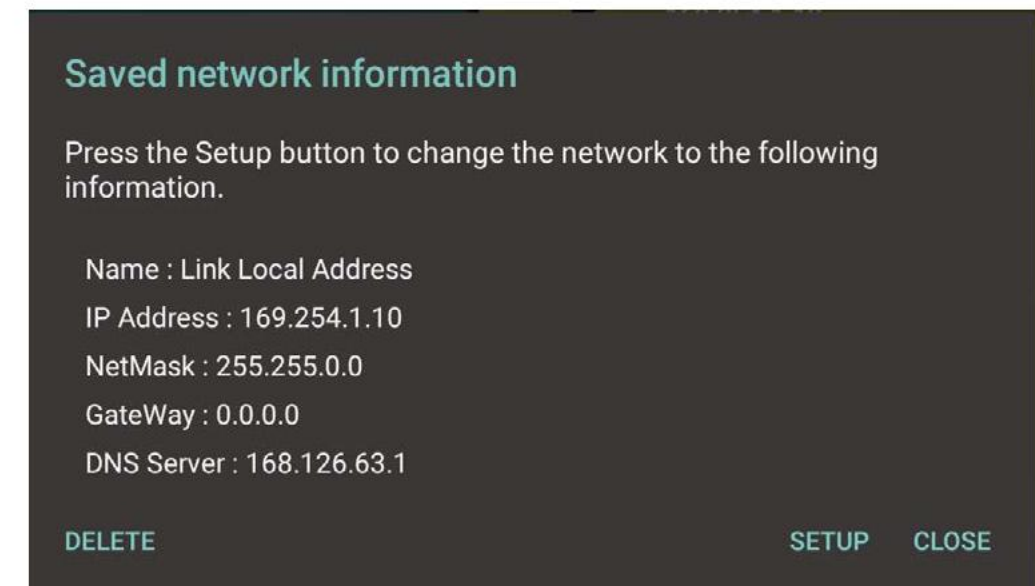 Saved network information
Press the Setup button to change the network to the following
information.
Name : Link Local Address
IP Address : 169.254.1.10
NetMask : 255.255.0.0
GateWay : 0.0.0.0
DNS Server : 168.126.63.1
DELETE
SETUP CLOSE